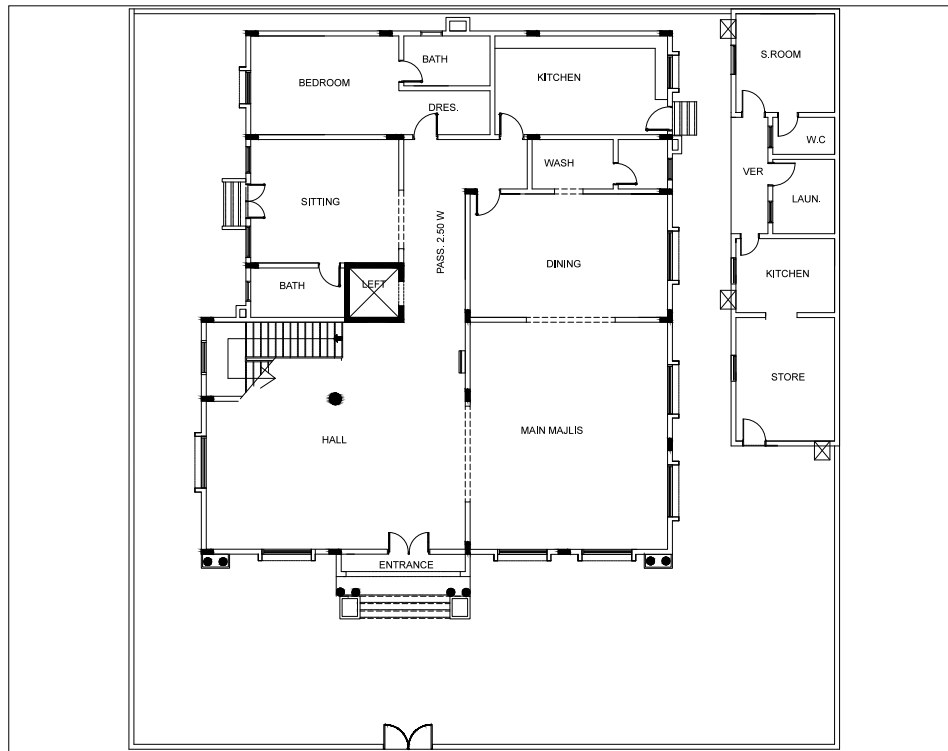 S.ROOM
BATH
BEDROOM
KITCHEN
DRES.
W.C
WASH
VER
LAUN.
SITTING
PASS. 2.50 W
DINING
KITCHEN
BATH
LEFT
STORE
HALL
MAIN MAJLIS
ENTRANCE